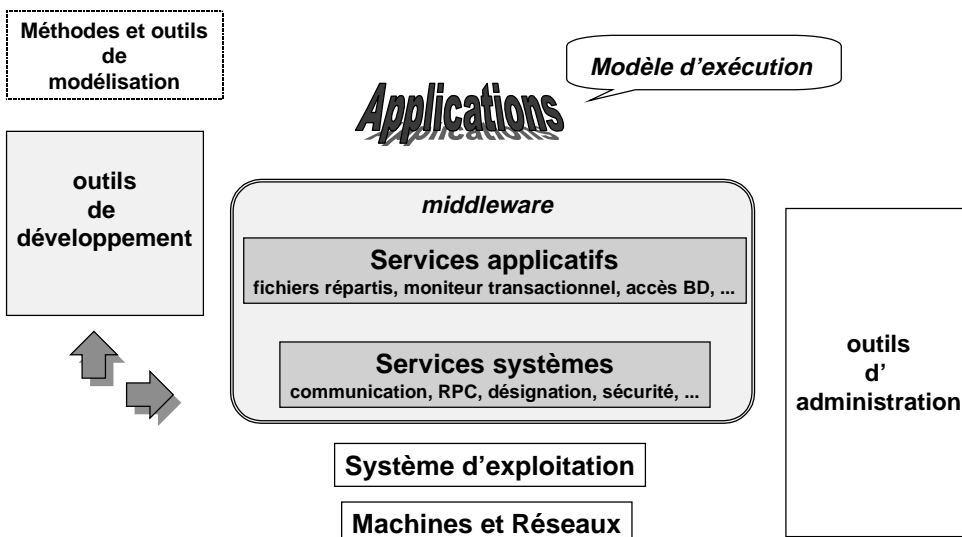 Méthodes et outils
de
modélisation
Modèle d'exécution
Applications
outils
de
développement
middleware
Services applicatifs
fichiers répartis, moniteur transactionnel, accès BD, ...
Services systèmes
communication, RPC, désignation, sécurité, ...
outils
d'
administration
Système d'exploitation
Machines et Réseaux